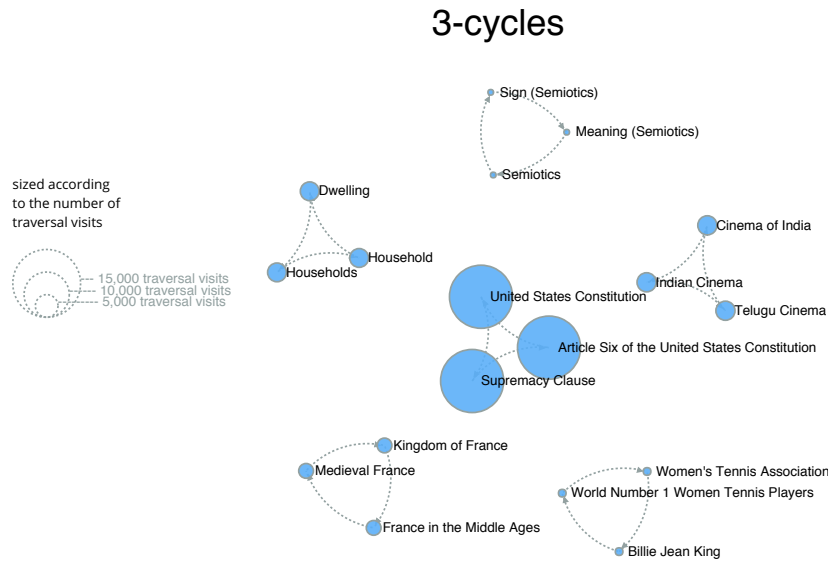 3-cycles
Sign (Semiotics)
Meaning (Semiotics)
Semiotics
sized according
to the number of
traversal visits
15,000 traversal visits
10,000 traversal visits
5,000 traversal visits
Dwelling
Household
Households
Cinema of India
Indian Cinema
Telugu Cinema
United States Constitution
Article Six of the United States Constitution
Supremacy Clause
Kingdom of France
Medieval France
France in the Middle Ages
Women's Tennis Association
World Number 1 Women Tennis Players
Billie Jean King